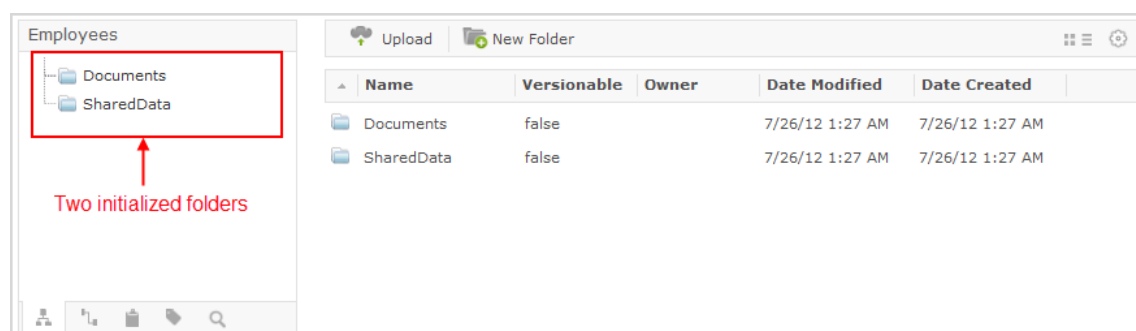 Employees
Documents
SharedData
Two initialized folders
Upload New Folder
Name Versionable Owner Date Modified Date Created
Documents false 7/26/12 1:27 AM 7/26/12 1:27 AM
SharedData false 7/26/12 1:27 AM 7/26/12 1:27 AM